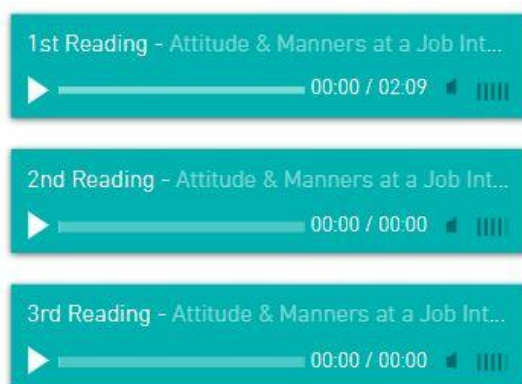 1st Reading - Attitude & Manners at a Job Int...
00:00 / 02:09
2nd Reading - Attitude & Manners at a Job Int...
00:00 / 00:00
3rd Reading - Attitude & Manners at a Job Int...
00:00 / 00:00